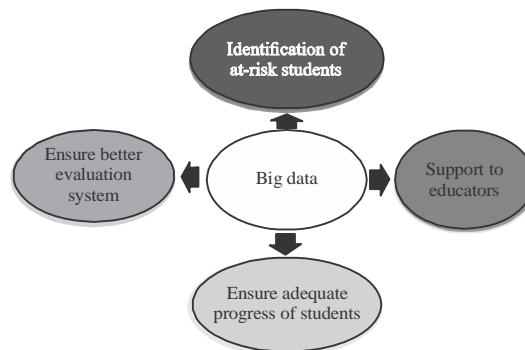 Identification of
at-risk students
Ensure better
evaluation
system
Big data
Support to
educators
Ensure adequate
progress of students